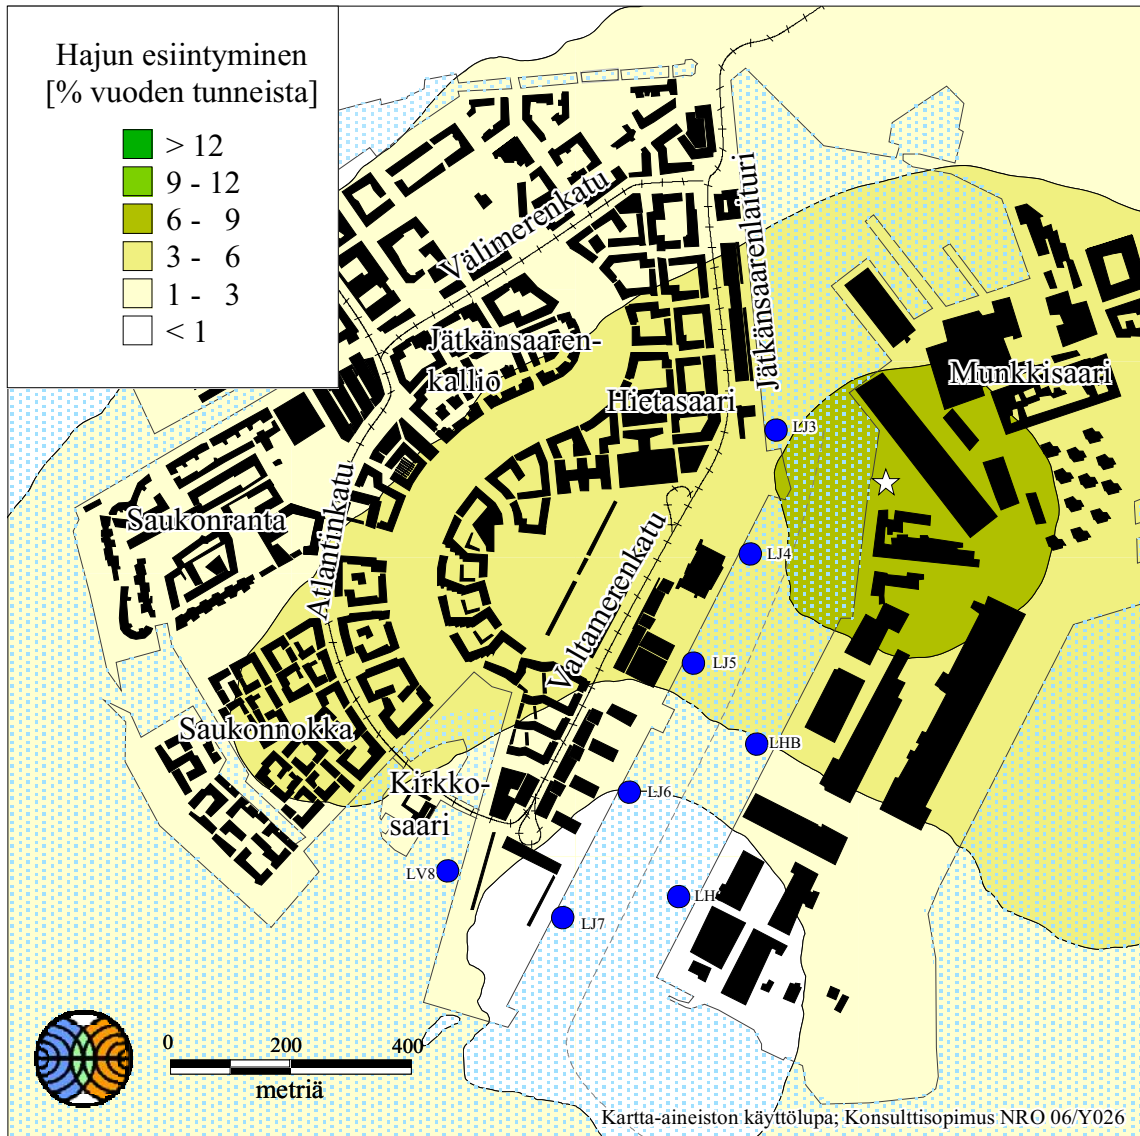 Hajun esiintyminen
[% vuoden tunneista]
> 12
9 - 12
6 - 9
3 - 6
1 - 3
< 1
Välimerenkatu
Jätkänsaarenlaituri
Jätkänsaaren-
kallio
Hietasaari
Munkkisaari
LJ3
Saukonranta
Atlantinkatu
Valtamerenkatu
LJ4
LJ5
Saukonnokka
LHB
Kirkko-
saari
LJ6
LV8
LH
LJ7
0 200 400
metriä
Kartta-aineiston käyttölupa; Konsulttisopimus NRO 06/Y026